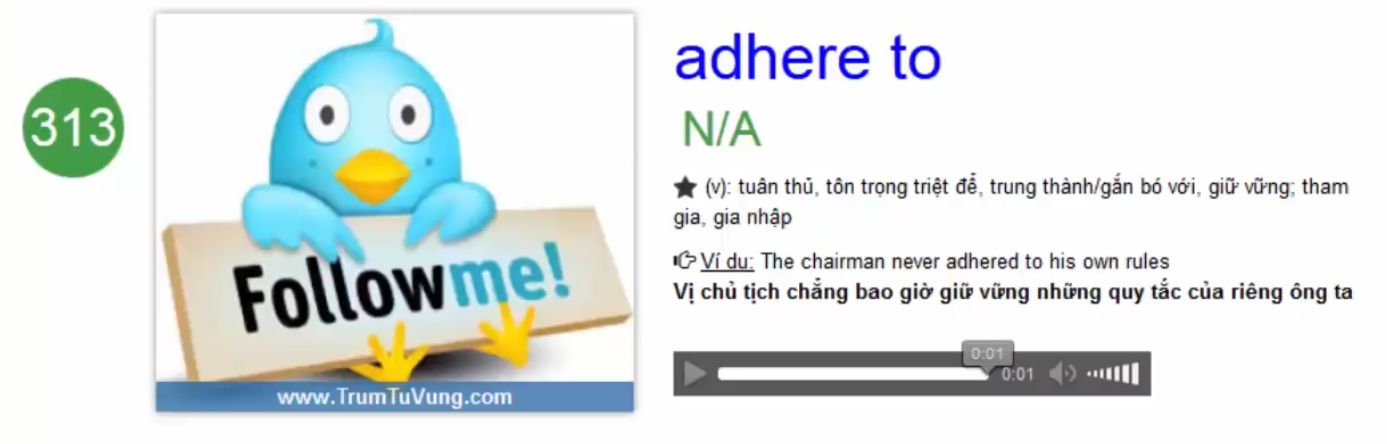 313
Followme!
www.TrumTuVung.com
adhere to
N/A
(v): tuân thủ, tôn trọng triệt để, trung thành/gắn bó với, giữ vững; tham
gia, gia nhập
Ví du: The chairman never adhered to his own rules
Vị chủ tịch chẳng bao giờ giữ vững những quy tắc của riêng ông ta
0:01
0:01